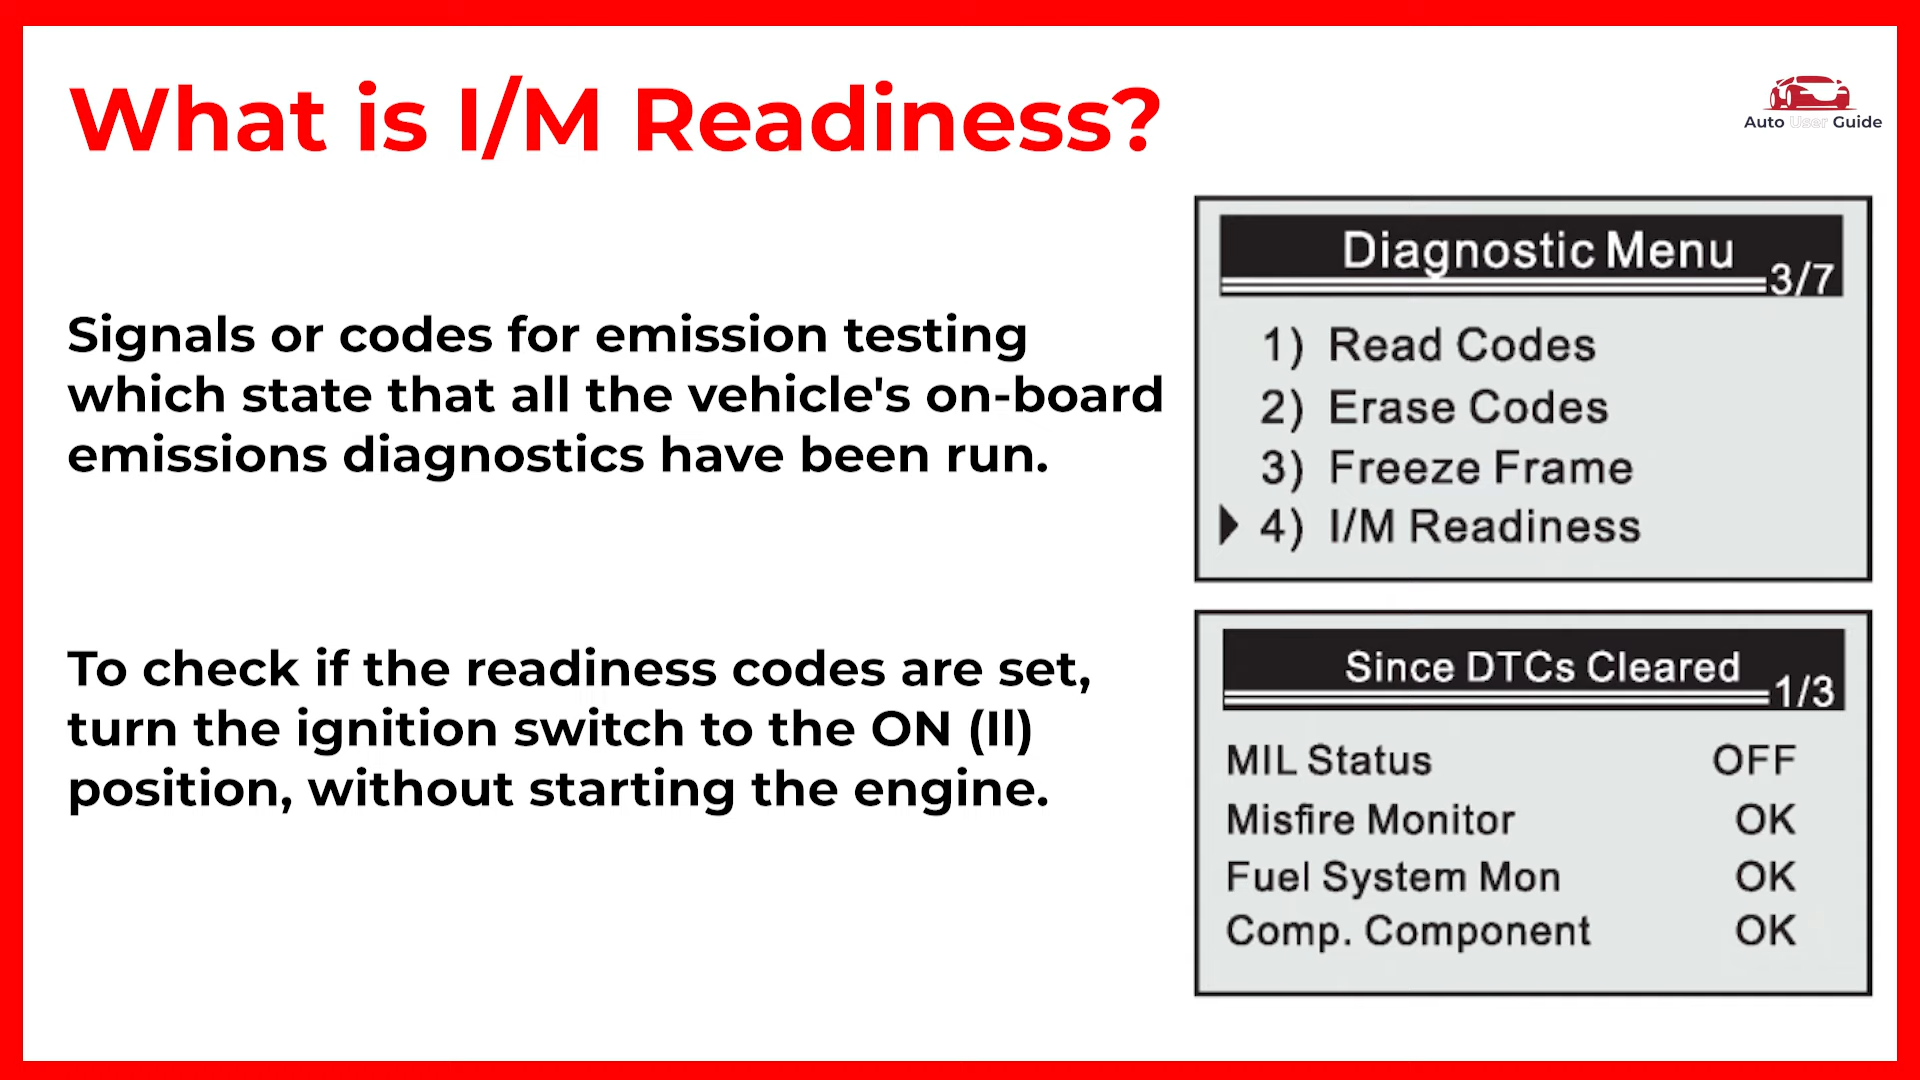 What is I/M Readiness?
Auto User Guide
Signals or codes for emission testing
which state that all the vehicle's on-board
emissions diagnostics have been run.
To check if the readiness codes are set,
turn the ignition switch to the ON (Il)
position, without starting the engine.
Diagnostic Menu
3/7
1) Read Codes
2) Erase Codes
3) Freeze Frame
4) I/M Readiness
Since DTCs Cleared
1/3
MIL Status OFF
Misfire Monitor OK
Fuel System Mon OK
Comp. Component OK